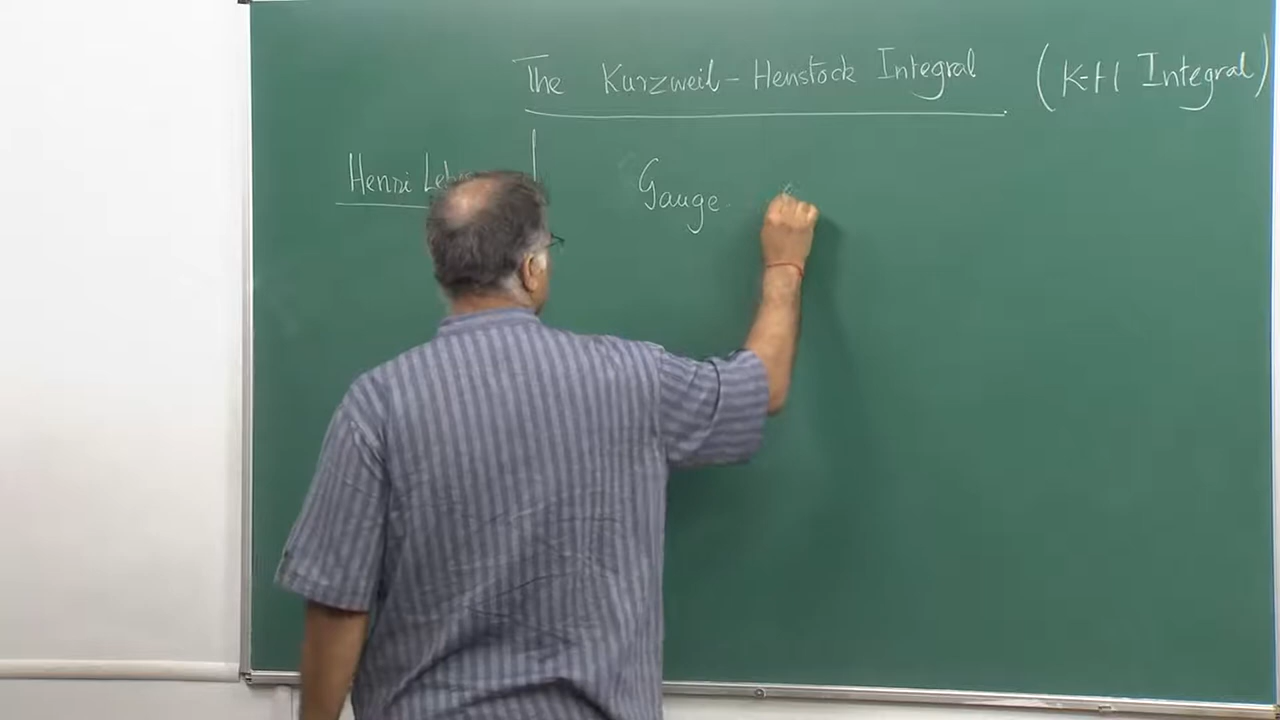 The Kurzweil - Henstock Integral (K-H Integral)
Henri
Gauge